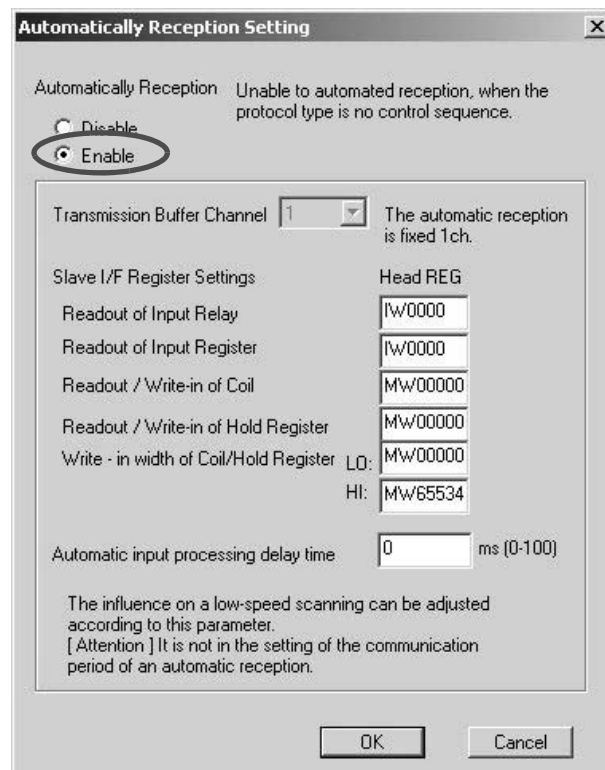 Automatically Reception Setting
Automatically Reception
Unable to automated reception, when the
protocol type is no control sequence.
Disable
Enable
Transmission Buffer Channel 1
The automatic reception
is fixed 1ch.
Slave I/F Register Settings Head REG
Readout of Input Relay IW0000
Readout of Input Register IW0000
Readout / Write-in of Coil MW00000
Readout / Write-in of Hold Register MW00000
Write - in width of Coil/Hold Register LO: MW00000
HI: MW65534
Automatic input processing delay time 0 ms (0-100)
The influence on a low-speed scanning can be adjusted
according to this parameter.
[ Attention ] It is not in the setting of the communication
period of an automatic reception.
OK Cancel